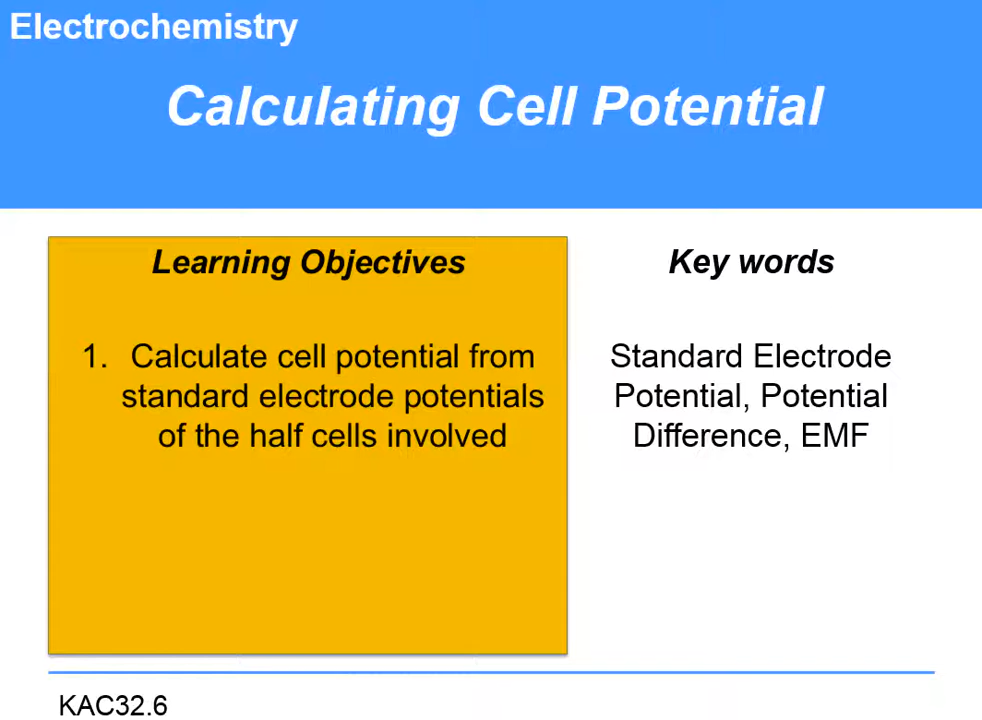 Electrochemistry
Calculating Cell Potential
Learning Objectives
1. Calculate cell potential from
standard electrode potentials
of the half cells involved
Key words
Standard Electrode
Potential, Potential
Difference, EMF
KAC32.6